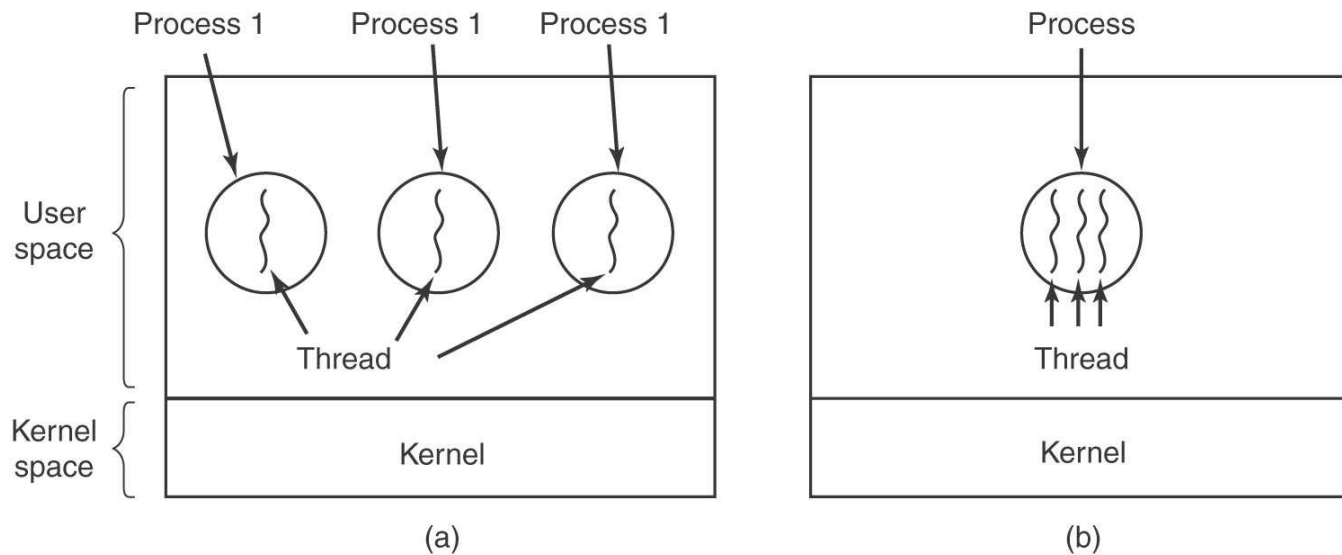 Process 1
Process 1
Process 1
Process
User
space
Thread
Thread
Kernel
space
Kernel
Kernel
(a)
(b)